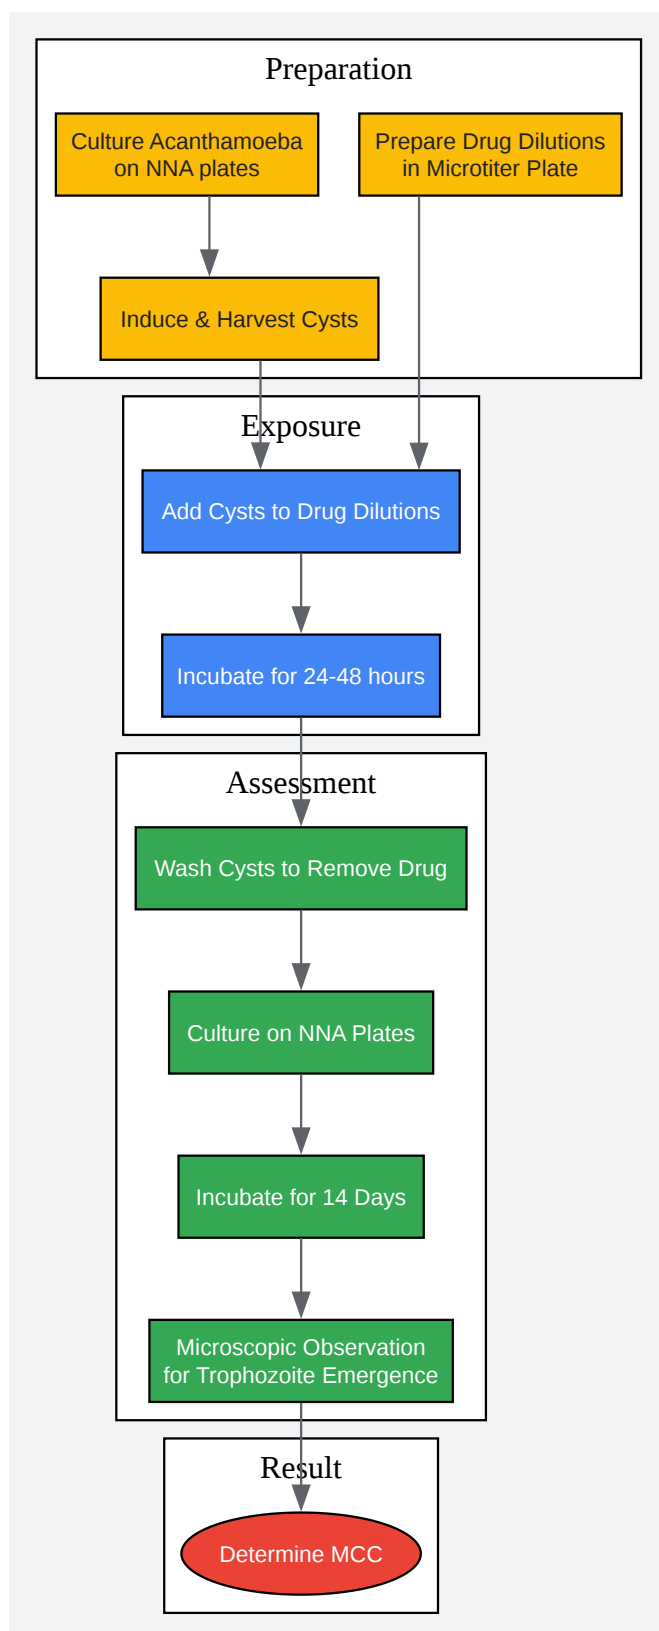 Preparation
Culture Acanthamoeba
on NNA plates
Prepare Drug Dilutions
in Microtiter Plate
Induce & Harvest Cysts
Exposure
Add Cysts to Drug Dilutions
Incubate for 24-48 hours
Assessment
Wash Cysts to Remove Drug
Culture on NNA Plates
Incubate for 14 Days
Microscopic Observation
for Trophozoite Emergence
Result
Determine MCC